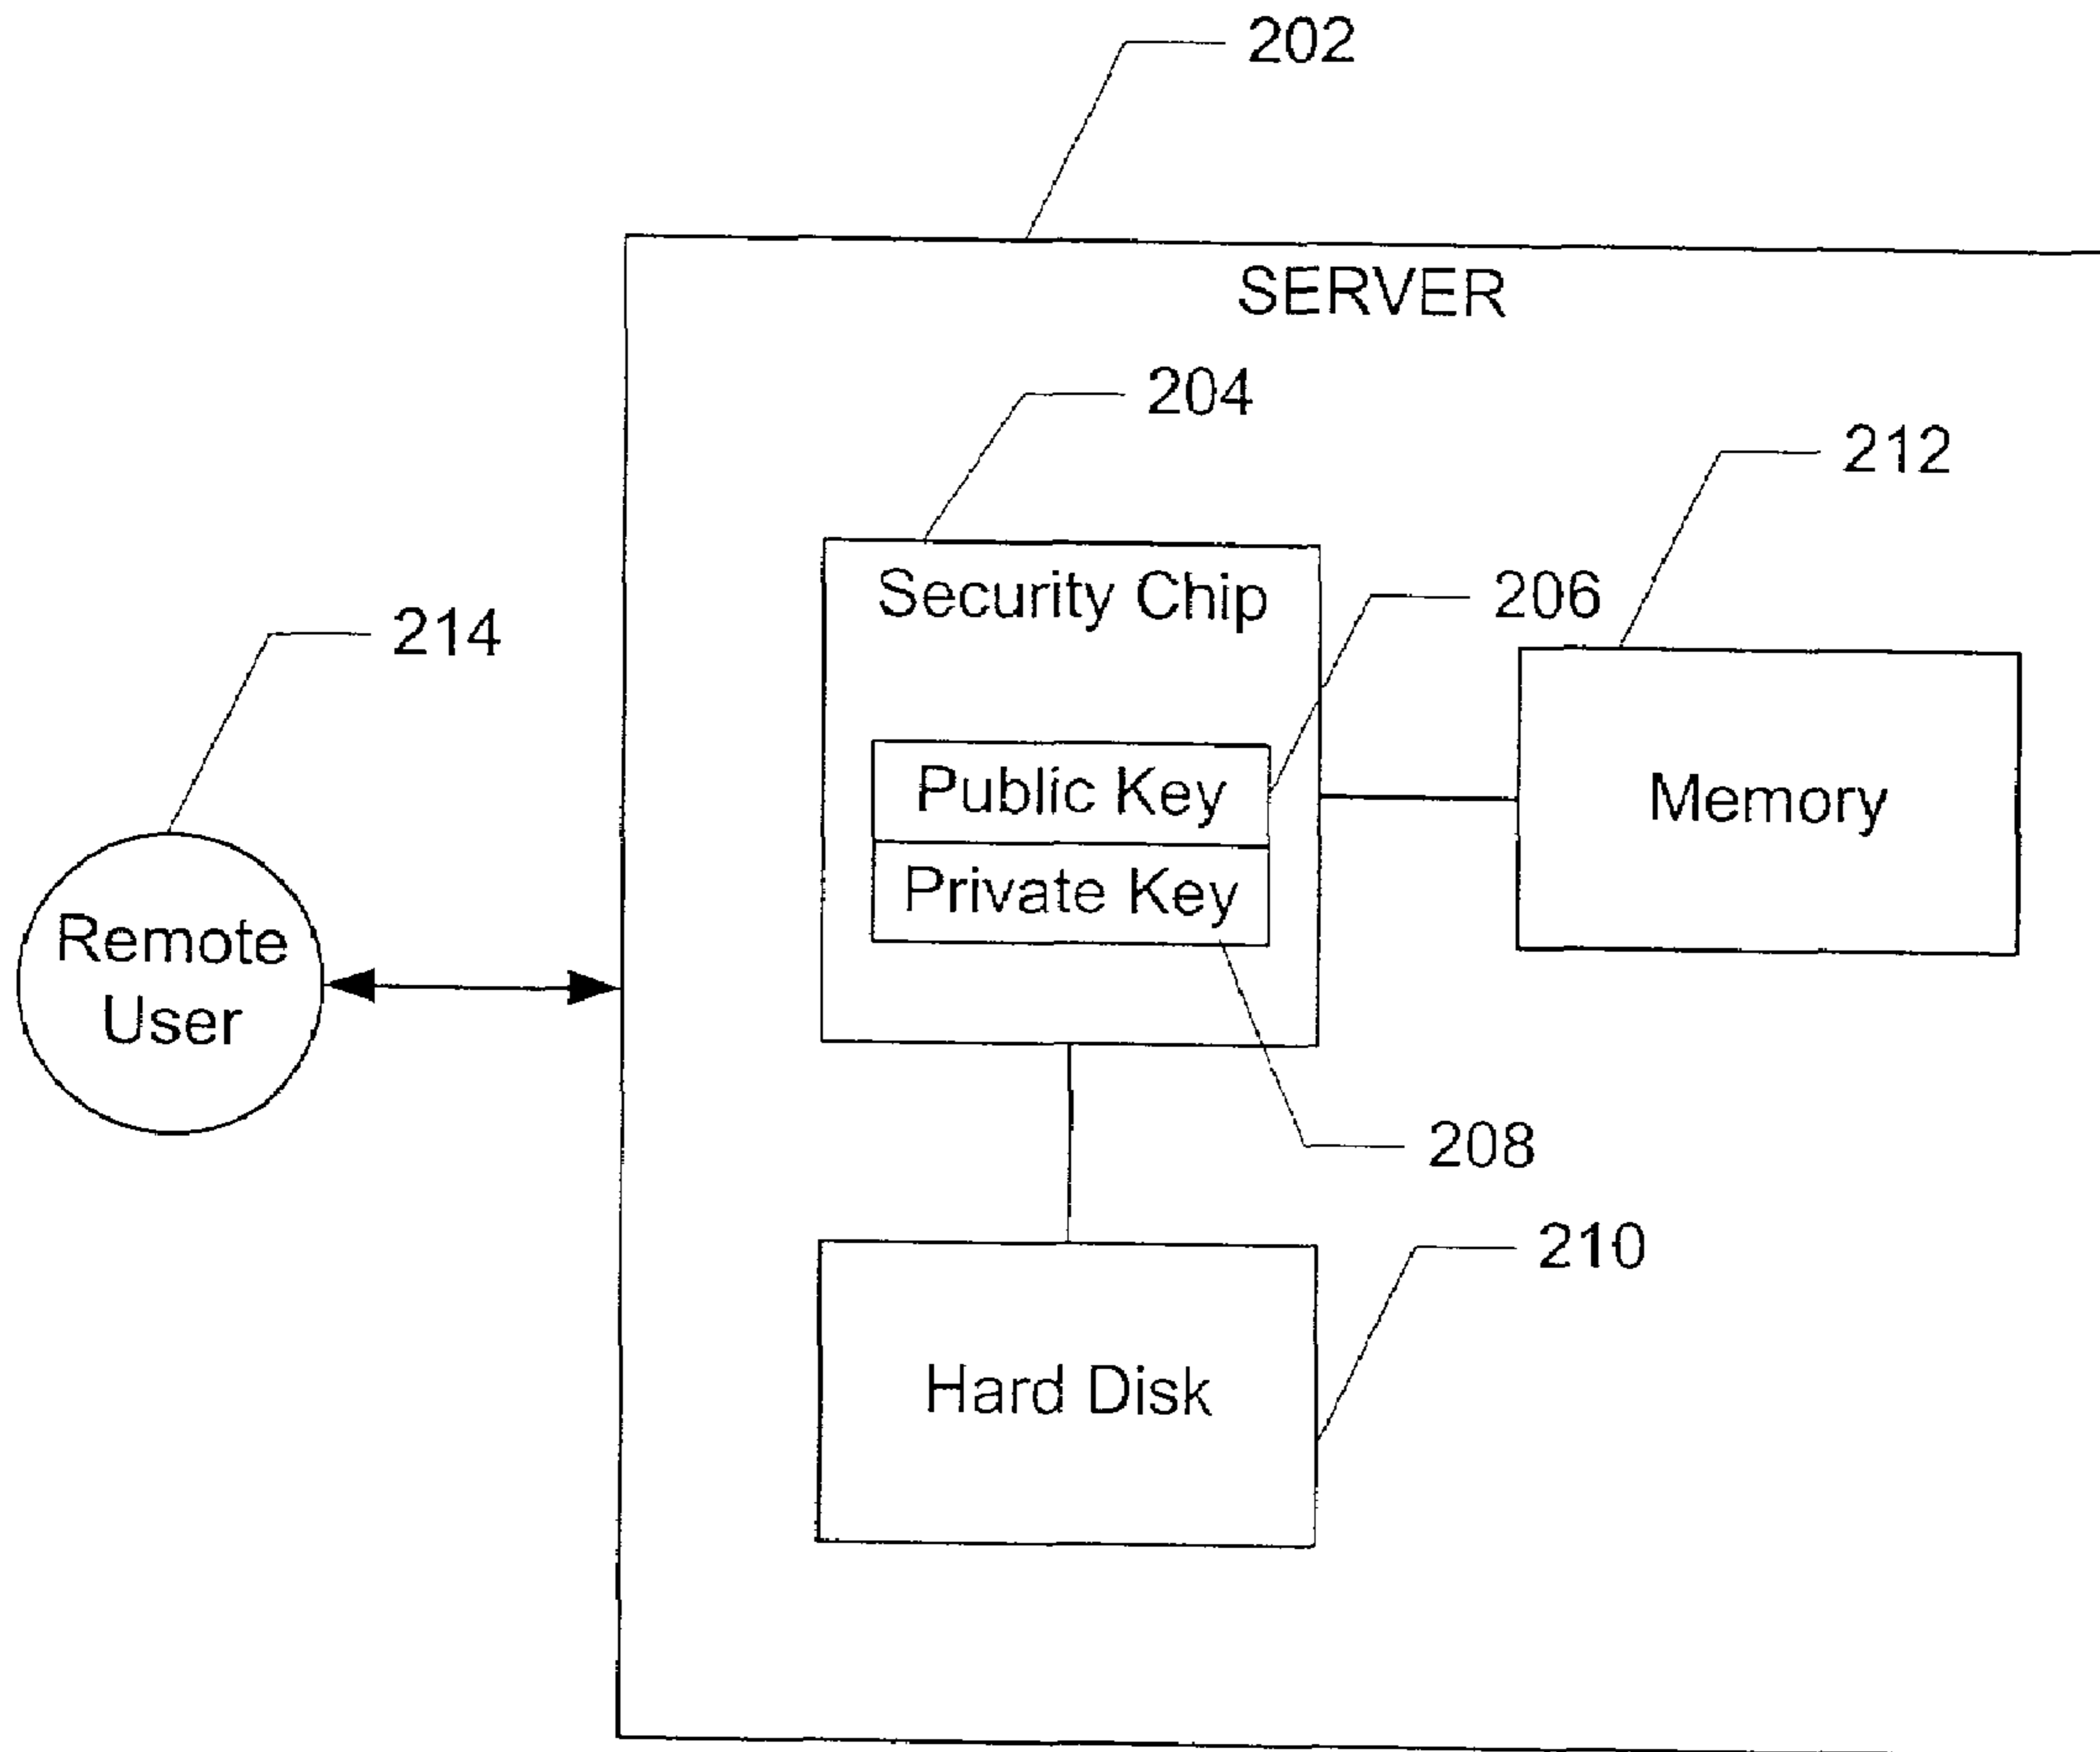 202
SERVER
204
212
Security Chip
206
214
Public Key
Memory
Private Key
Remote
User
208
210
Hard Disk